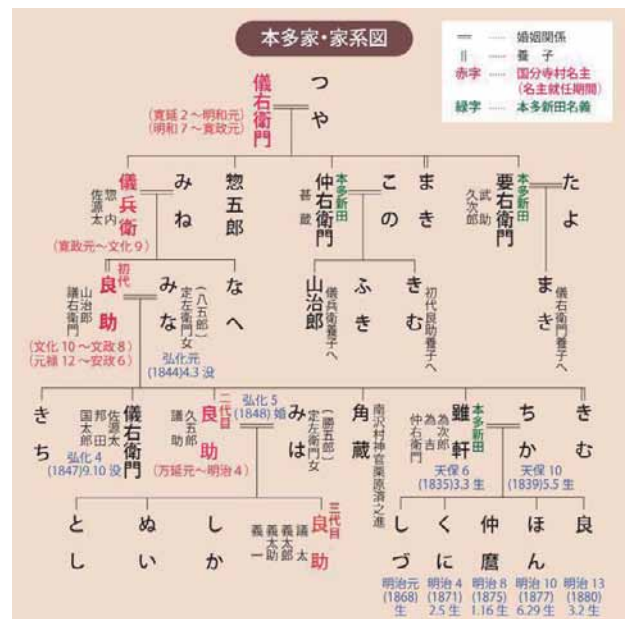 本多家・家系図
＝ …… 婚姻関係
‖ …… 養 子
赤字 …… 国分寺村名主
(名主就任期間)
緑字 …… 本多新田名義
つや
儀右衛門
(寛延2～明和元)
(明和7～寛政元)
たよ
本多新田
要右衛門
武助
久次郎
まき
この
本多新田
仲右衛門
甚蔵
惣五郎
みね
儀兵衛
惣内
佐源太
(寛政元～文化9)
まき
儀右衛門養子へ
きむ
初代良助養子へ
ふき
山治郎
儀兵衛養子へ
なへ
みな
(八五郎)
定左衛門女
弘化元
(1844)4.3 没
初代
良助
山治郎
議右衛門
(文化10～文政8)
(元禄12～安政6)
きむ
ちか
天保10
(1839)5.5 生
本多新田
雖軒
為次郎
為吉
仲右衛門
天保6
(1835)3.3 生
角蔵
南沢村神官栗原済之進
みは
(勝五郎)
定左衛門女
弘化5
(1848) 婚
二代目
良助
久五郎
議助
(万延元～明治4)
儀右衛門
佐源太
邦田
国太郎
弘化4
(1847)9.10 没
きち
良
明治13
(1880)
3.2 生
ほん
明治10
(1877)
6.29 生
仲麿
明治8
(1875)
1.16 生
くに
明治4
(1871)
2.5 生
しづ
明治元
(1868)
生
三代目
良助
議太
義太郎
義太助
義一
しか
ぬい
とし